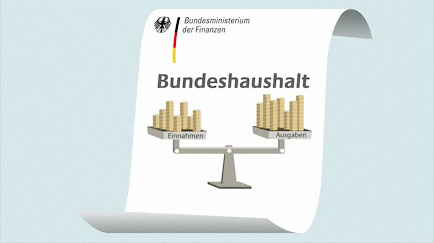 Bundesministerium
der Finanzen
Bundeshaushalt
Einnahmen
Ausgaben